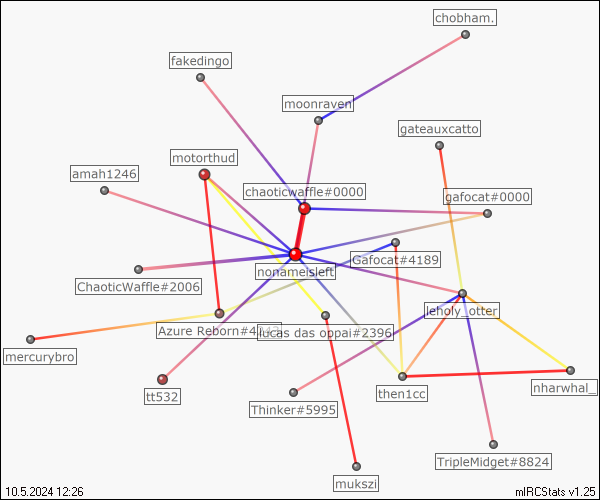 chobham.
fakedingo
moonraven
gateauxcatto
motorthud
amah1246
chaoticwaffle#0000
gafocat#0000
Gafocat#4189
nonameisleft
ChaoticWaffle#2006
leholy_otter
Azure Reborn#4
lucas das oppai#2396
mercurybro
tt532
then1cc
nharwhal_
Thinker#5995
TripleMidget#8824
mukszi
10.5.2024 12:26
mIRCStats v1.25